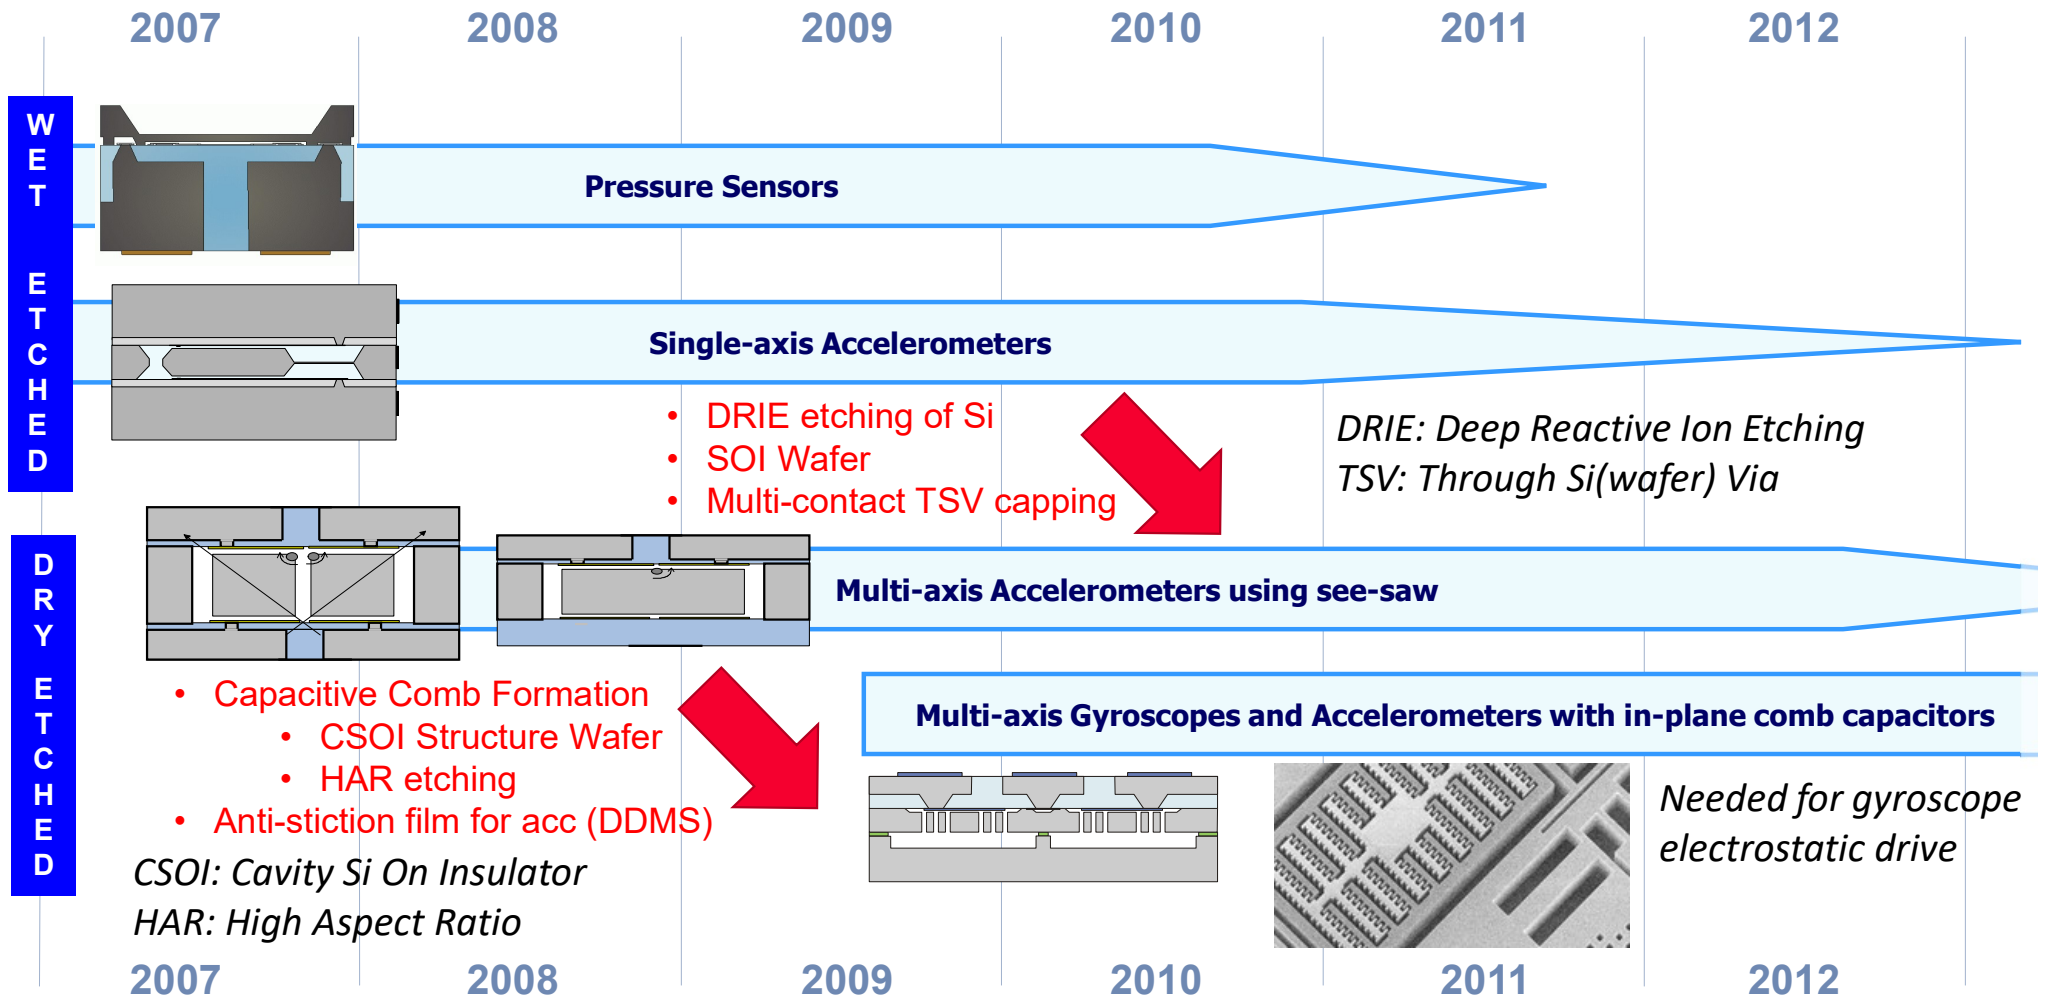 2007 2008 2009 2010 2011 2012
WET ETCHED
Pressure Sensors
Single-axis Accelerometers
• DRIE etching of Si
• SOI Wafer
• Multi-contact TSV capping
DRIE: Deep Reactive Ion Etching
TSV: Through Si(wafer) Via
DRY ETCHED
Multi-axis Accelerometers using see-saw
• Capacitive Comb Formation
• CSOI Structure Wafer
• HAR etching
• Anti-stiction film for acc (DDMS)
CSOI: Cavity Si On Insulator
HAR: High Aspect Ratio
Multi-axis Gyroscopes and Accelerometers with in-plane comb capacitors
Needed for gyroscope
electrostatic drive
2007 2008 2009 2010 2011 2012